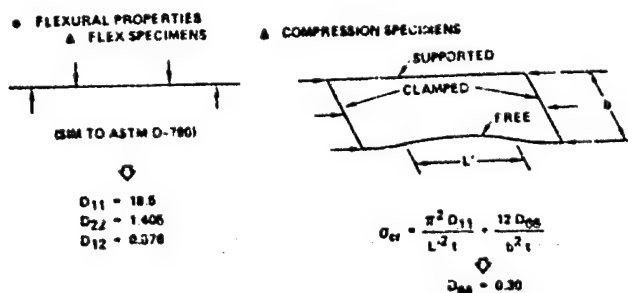 ● FLEXURAL PROPERTIES
▲ FLEX SPECIMENS
(SIM TO ASTM D-790)
D11 = 18.5
D22 = 1.405
D12 = 0.376
▲ COMPRESSION SPECIMENS
SUPPORTED
CLAMPED
FREE
b
L'
σcr = π² D11 / L'² t + 12 D66 / b² t
D66 = 0.30